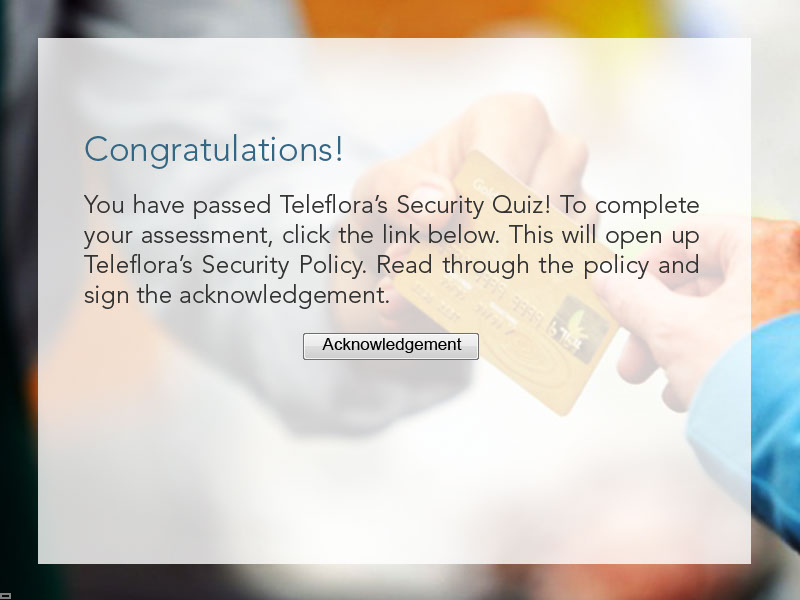 Congratulations!
You have passed Teleflora’s Security Quiz! To complete
your assessment, click the link below. This will open up
Teleflora’s Security Policy. Read through the policy and
sign the acknowledgement.
Acknowledgement